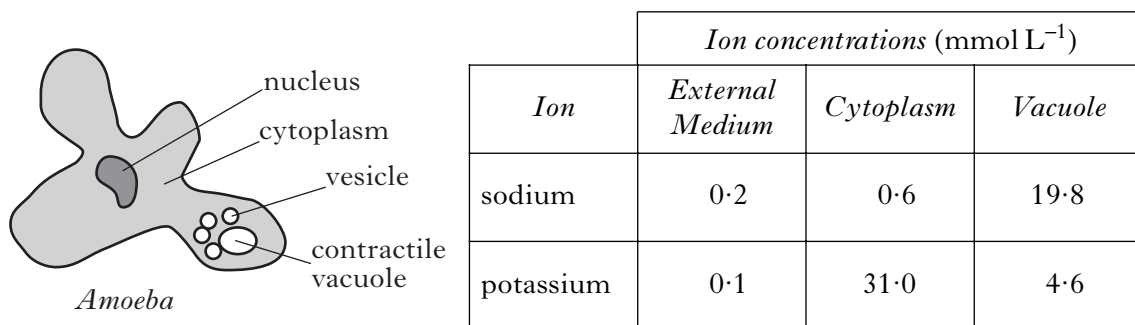 nucleus
cytoplasm
vesicle
contractile
vacuole
Amoeba
Ion concentrations (mmol L⁻¹)
Ion External Medium Cytoplasm Vacuole
sodium 0·2 0·6 19·8
potassium 0·1 31·0 4·6